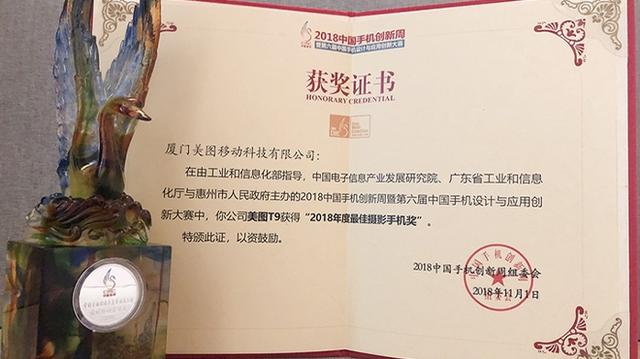 2018中国手机创新周
暨第六届中国手机设计与应用创新大赛
获奖证书
HONORARY CREDENTIAL
厦门美图移动科技有限公司：
在由工业和信息化部指导，中国电子信息产业发展研究院、广东省工业和信息
化厅与惠州市人民政府主办的2018中国手机创新周暨第六届中国手机设计与应用创
新大赛中，你公司美图T9获得“2018年度最佳摄影手机奖”。
特颁此证，以资鼓励。
2018中国手机创新周组委会
2018年11月1日